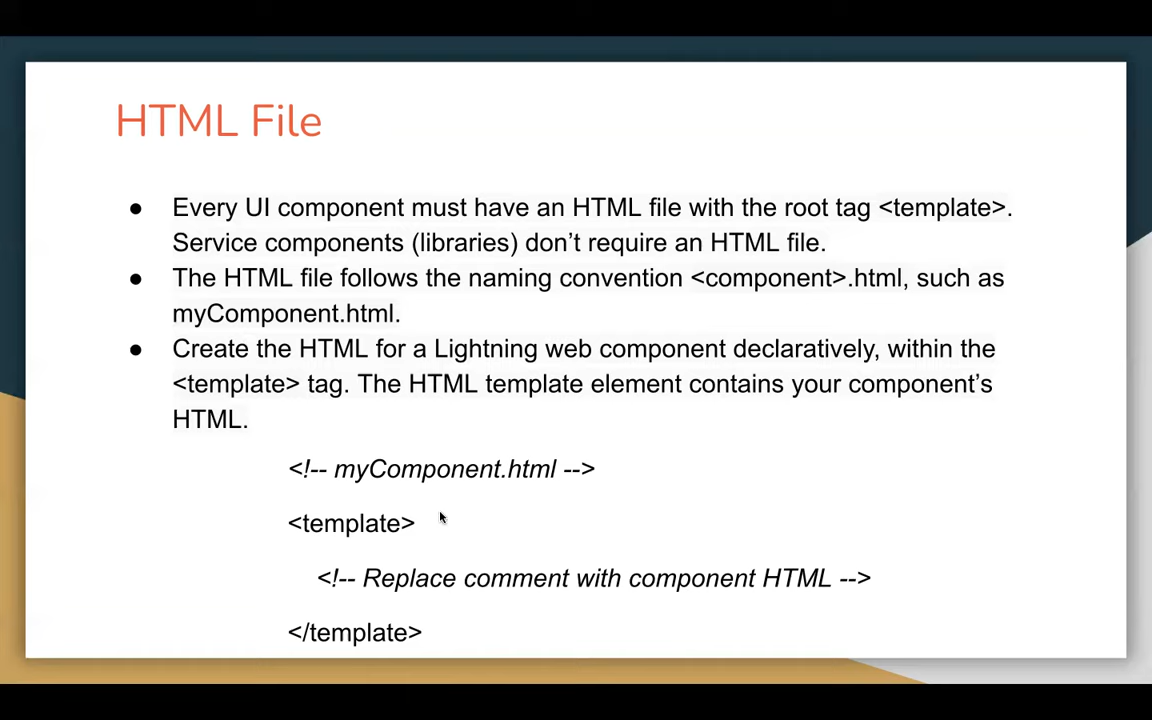 HTML File
● Every UI component must have an HTML file with the root tag <template>.
Service components (libraries) don’t require an HTML file.
● The HTML file follows the naming convention <component>.html, such as
myComponent.html.
● Create the HTML for a Lightning web component declaratively, within the
<template> tag. The HTML template element contains your component’s
HTML.
<!-- myComponent.html -->
<template>
<!-- Replace comment with component HTML -->
</template>